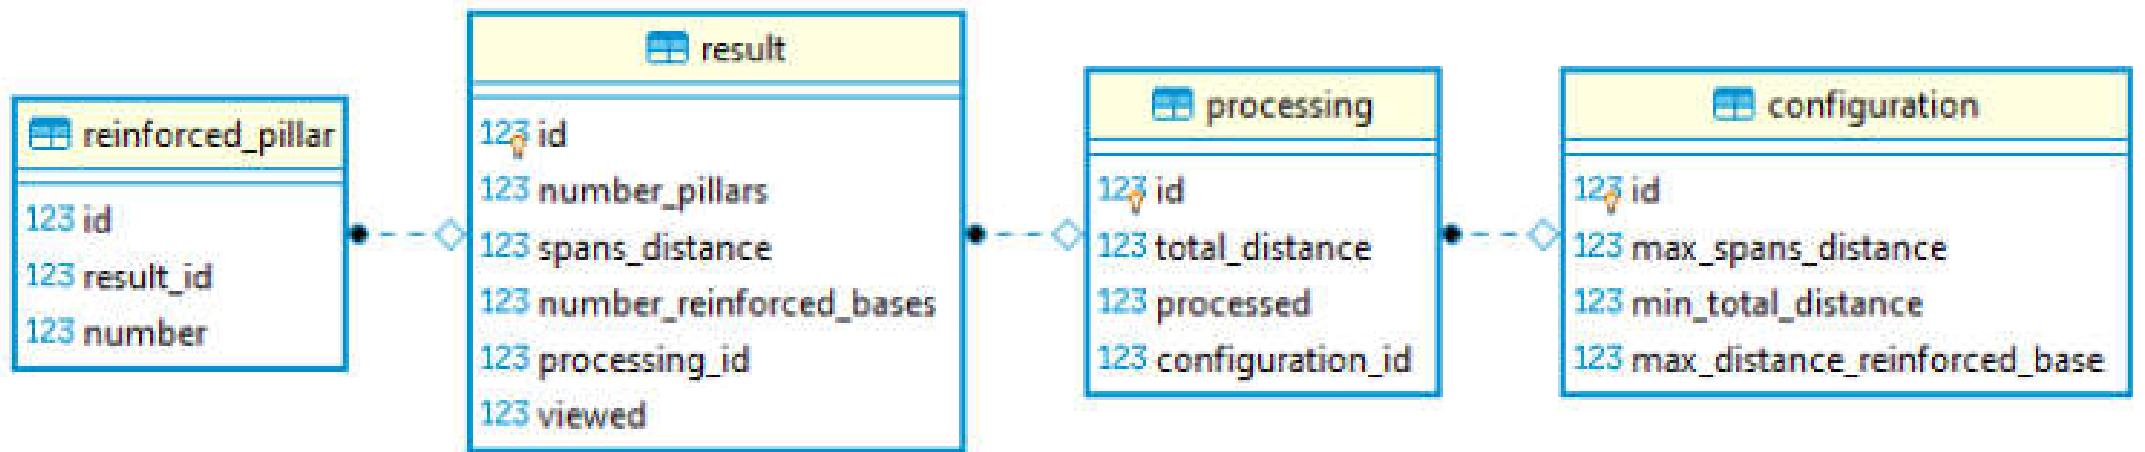 reinforced_pillar
123 id
123 result_id
123 number
result
123 id
123 number_pillars
123 spans_distance
123 number_reinforced_bases
123 processing_id
123 viewed
processing
123 id
123 total_distance
123 processed
123 configuration_id
configuration
123 id
123 max_spans_distance
123 min_total_distance
123 max_distance_reinforced_base